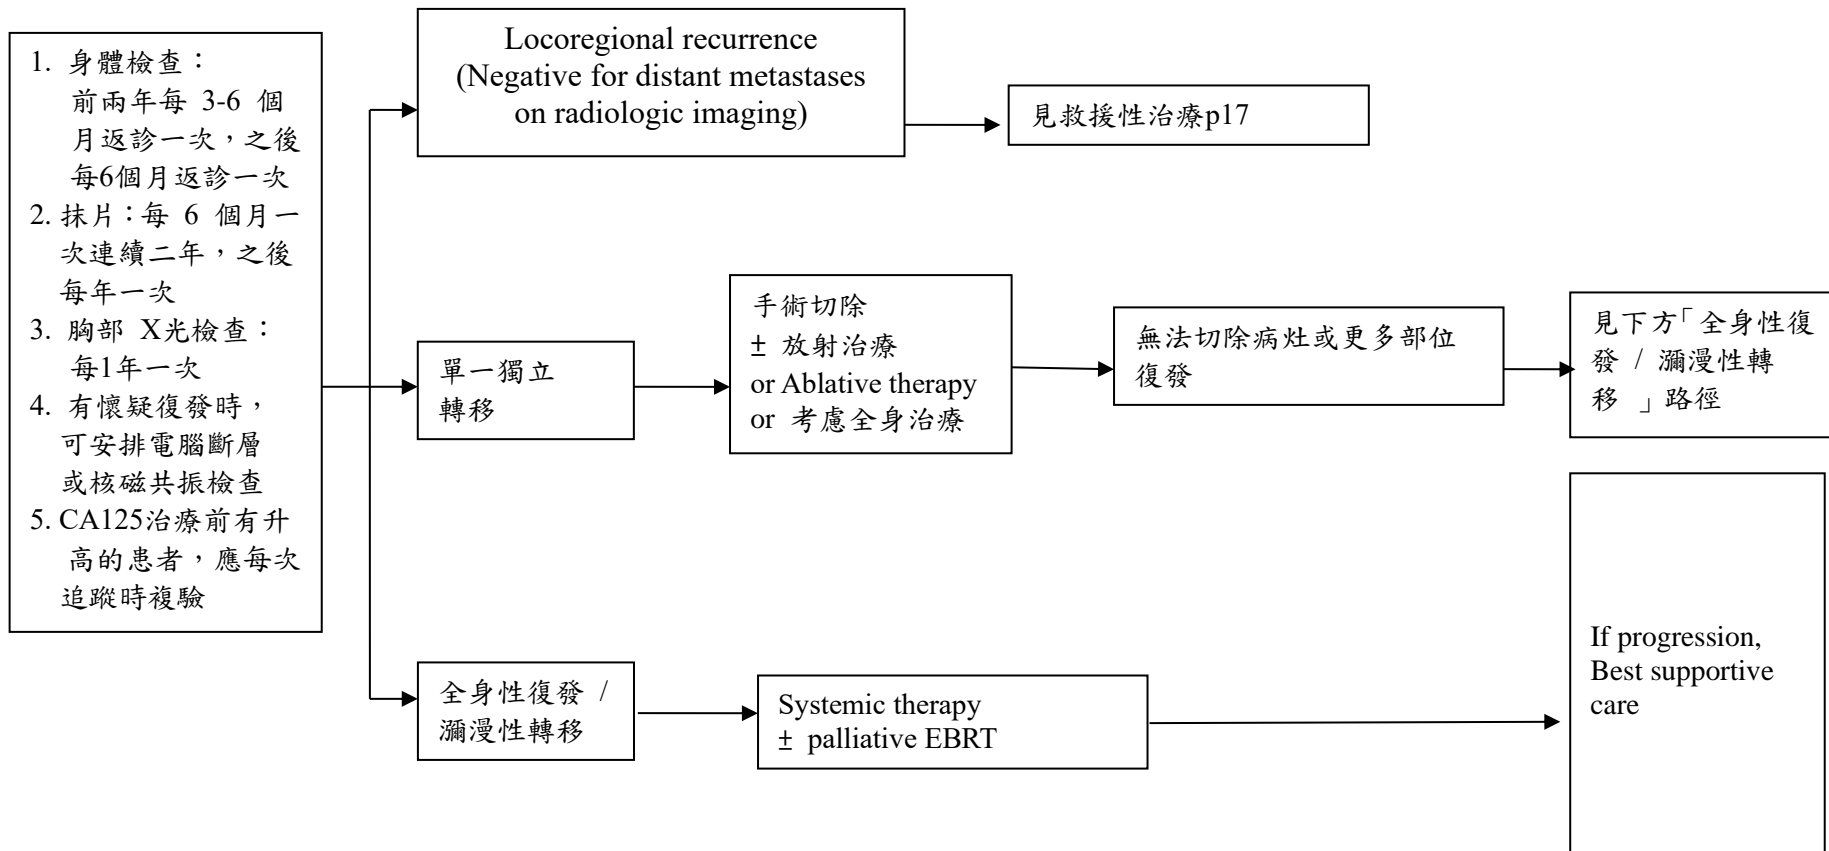 1. 身體檢查：
前兩年每 3-6 個
月返診一次，之後
每6個月返診一次
2. 抹片：每 6 個月一
次連續二年，之後
每年一次
3. 胸部 X光檢查：
每1年一次
4. 有懷疑復發時，
可安排電腦斷層
或核磁共振檢查
5. CA125治療前有升
高的患者，應每次
追蹤時複驗
Locoregional recurrence
(Negative for distant metastases
on radiologic imaging)
見救援性治療p17
單一獨立
轉移
手術切除
± 放射治療
or Ablative therapy
or 考慮全身治療
無法切除病灶或更多部位
復發
見下方「全身性復
發 / 瀰漫性轉
移 」路徑
全身性復發 /
瀰漫性轉移
Systemic therapy
± palliative EBRT
If progression,
Best supportive
care